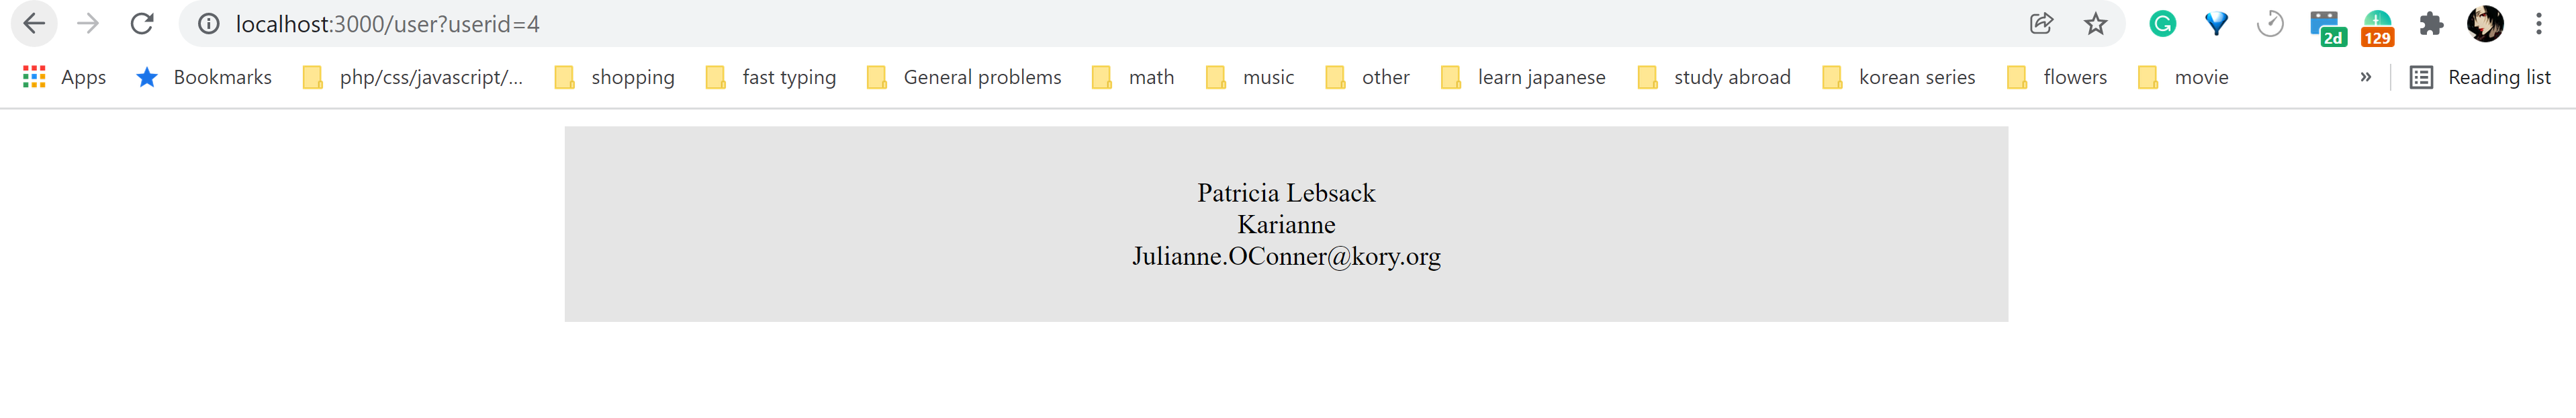 localhost:3000/user?userid=4
2d
129
Apps Bookmarks php/css/javascript/... shopping fast typing General problems math music other learn japanese study abroad korean series flowers movie » Reading list
Patricia Lebsack
Karianne
Julianne.OConner@kory.org